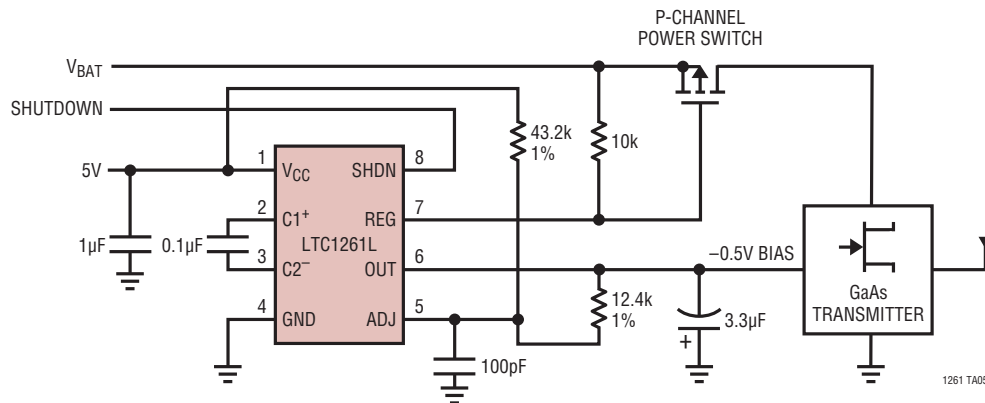 P-CHANNEL
POWER SWITCH
VBAT
SHUTDOWN
43.2k
1%
10k
5V
1
VCC
SHDN
8
2
C1+
REG
7
1µF
0.1µF
LTC1261L
3
C2–
OUT
6
–0.5V BIAS
12.4k
1%
GaAs
TRANSMITTER
4
GND
ADJ
5
3.3µF
+
100pF
1261 TA05